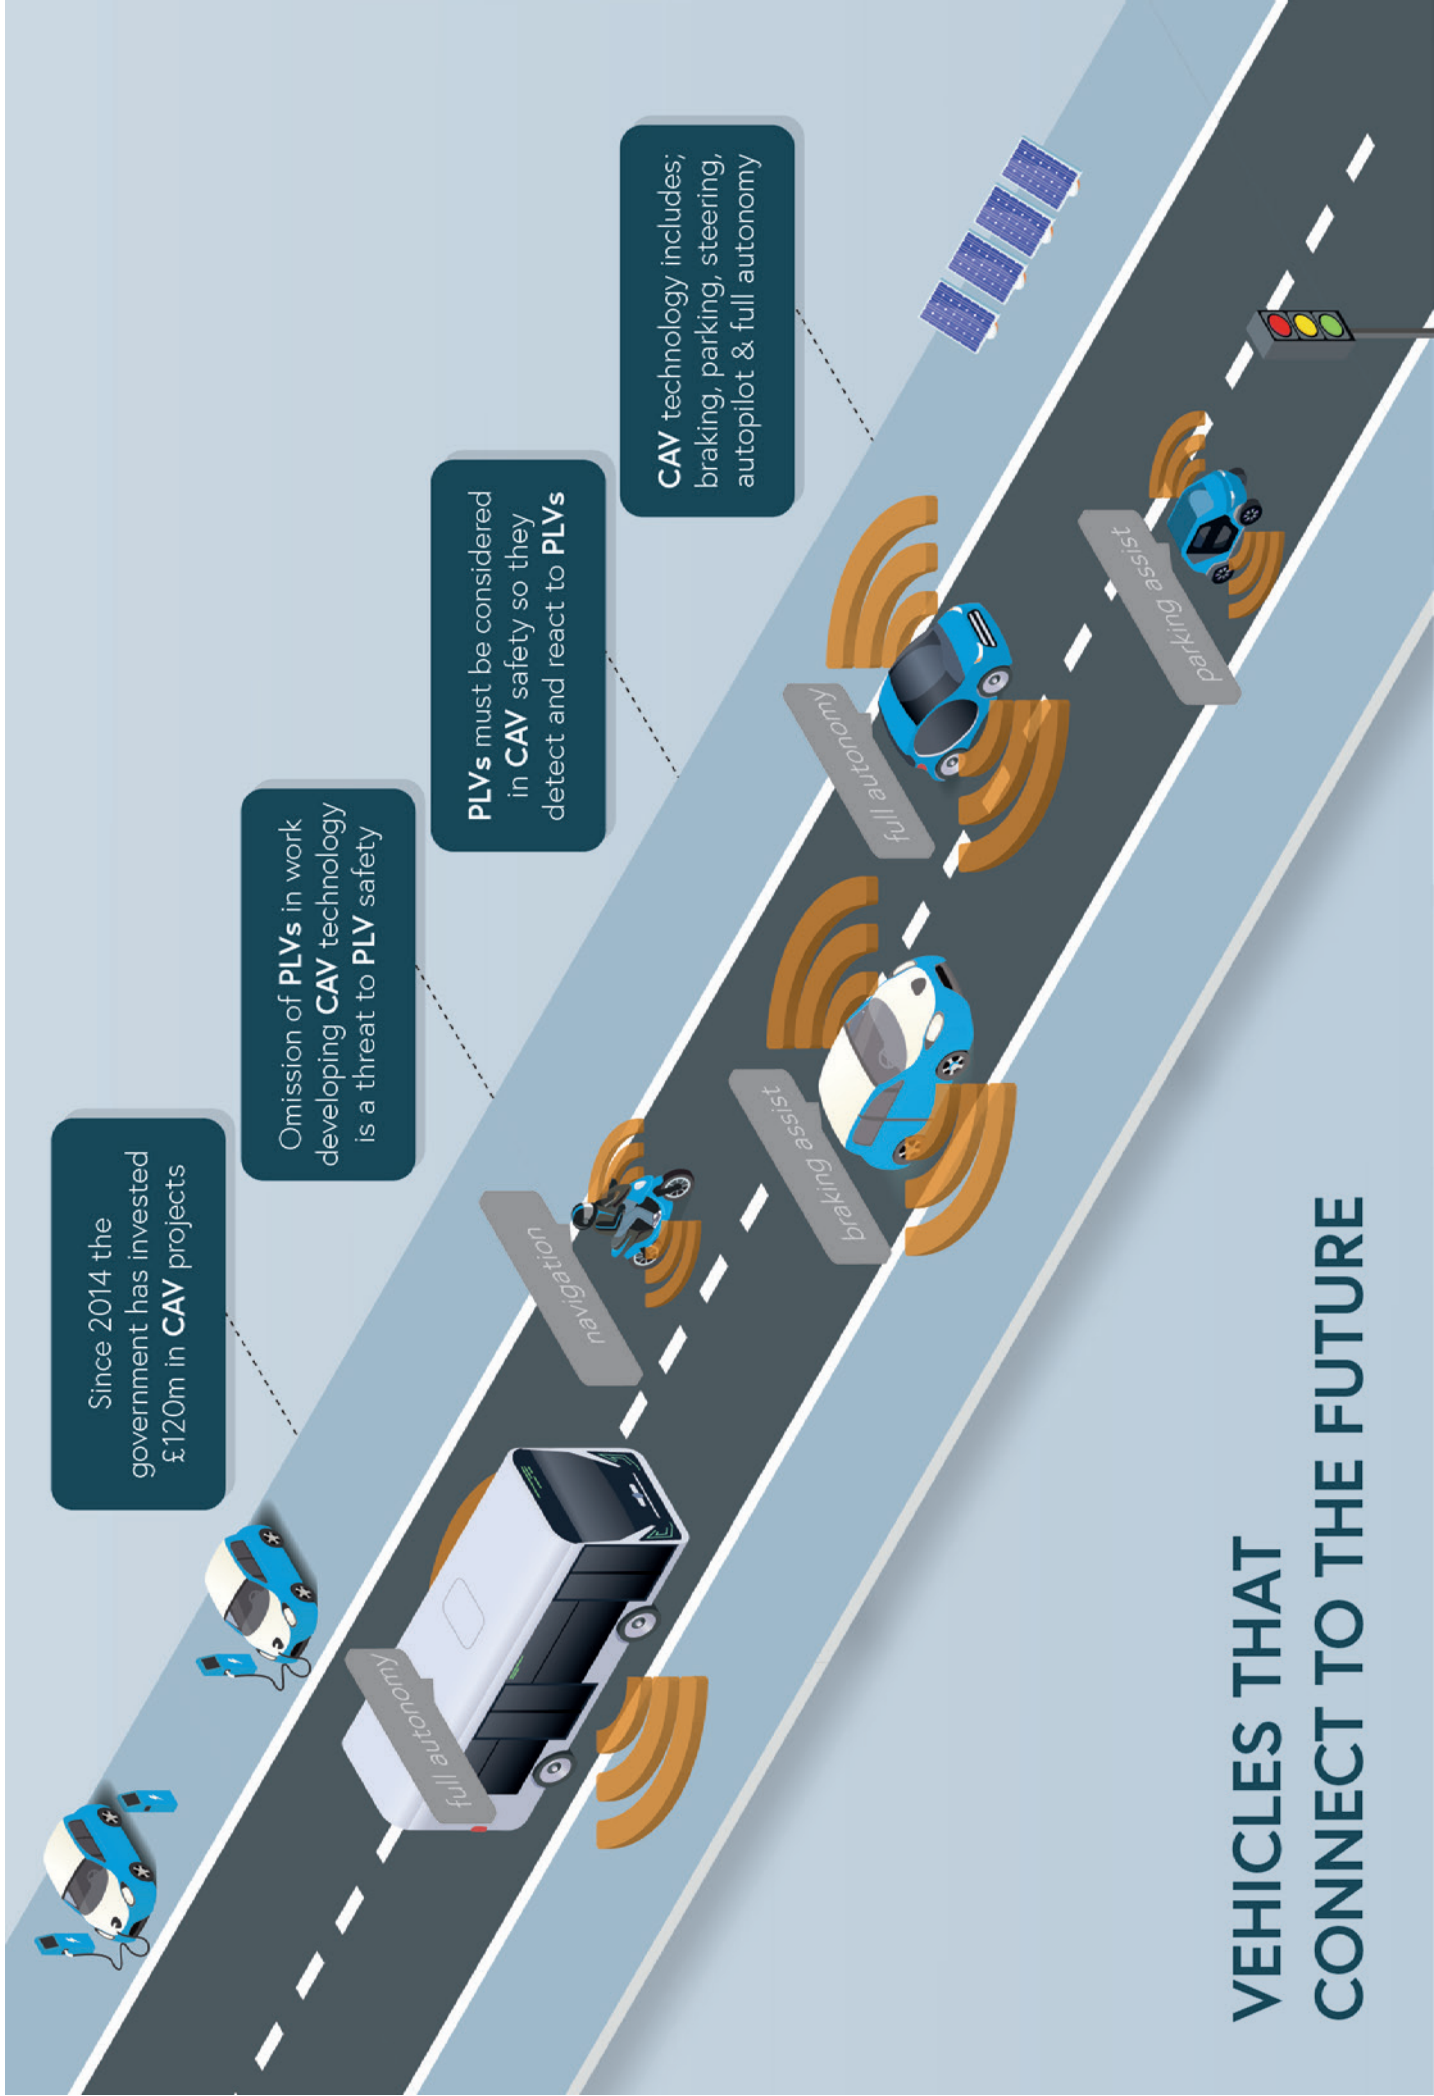 Since 2014 the
government has invested
£120m in CAV projects
Omission of PLVs in work
developing CAV technology
is a threat to PLV safety
PLVs must be considered
in CAV safety so they
detect and react to PLVs
CAV technology includes;
braking, parking, steering,
autopilot & full autonomy
full autonomy
navigation
braking assist
full autonomy
parking assist
VEHICLES THAT
CONNECT TO THE FUTURE